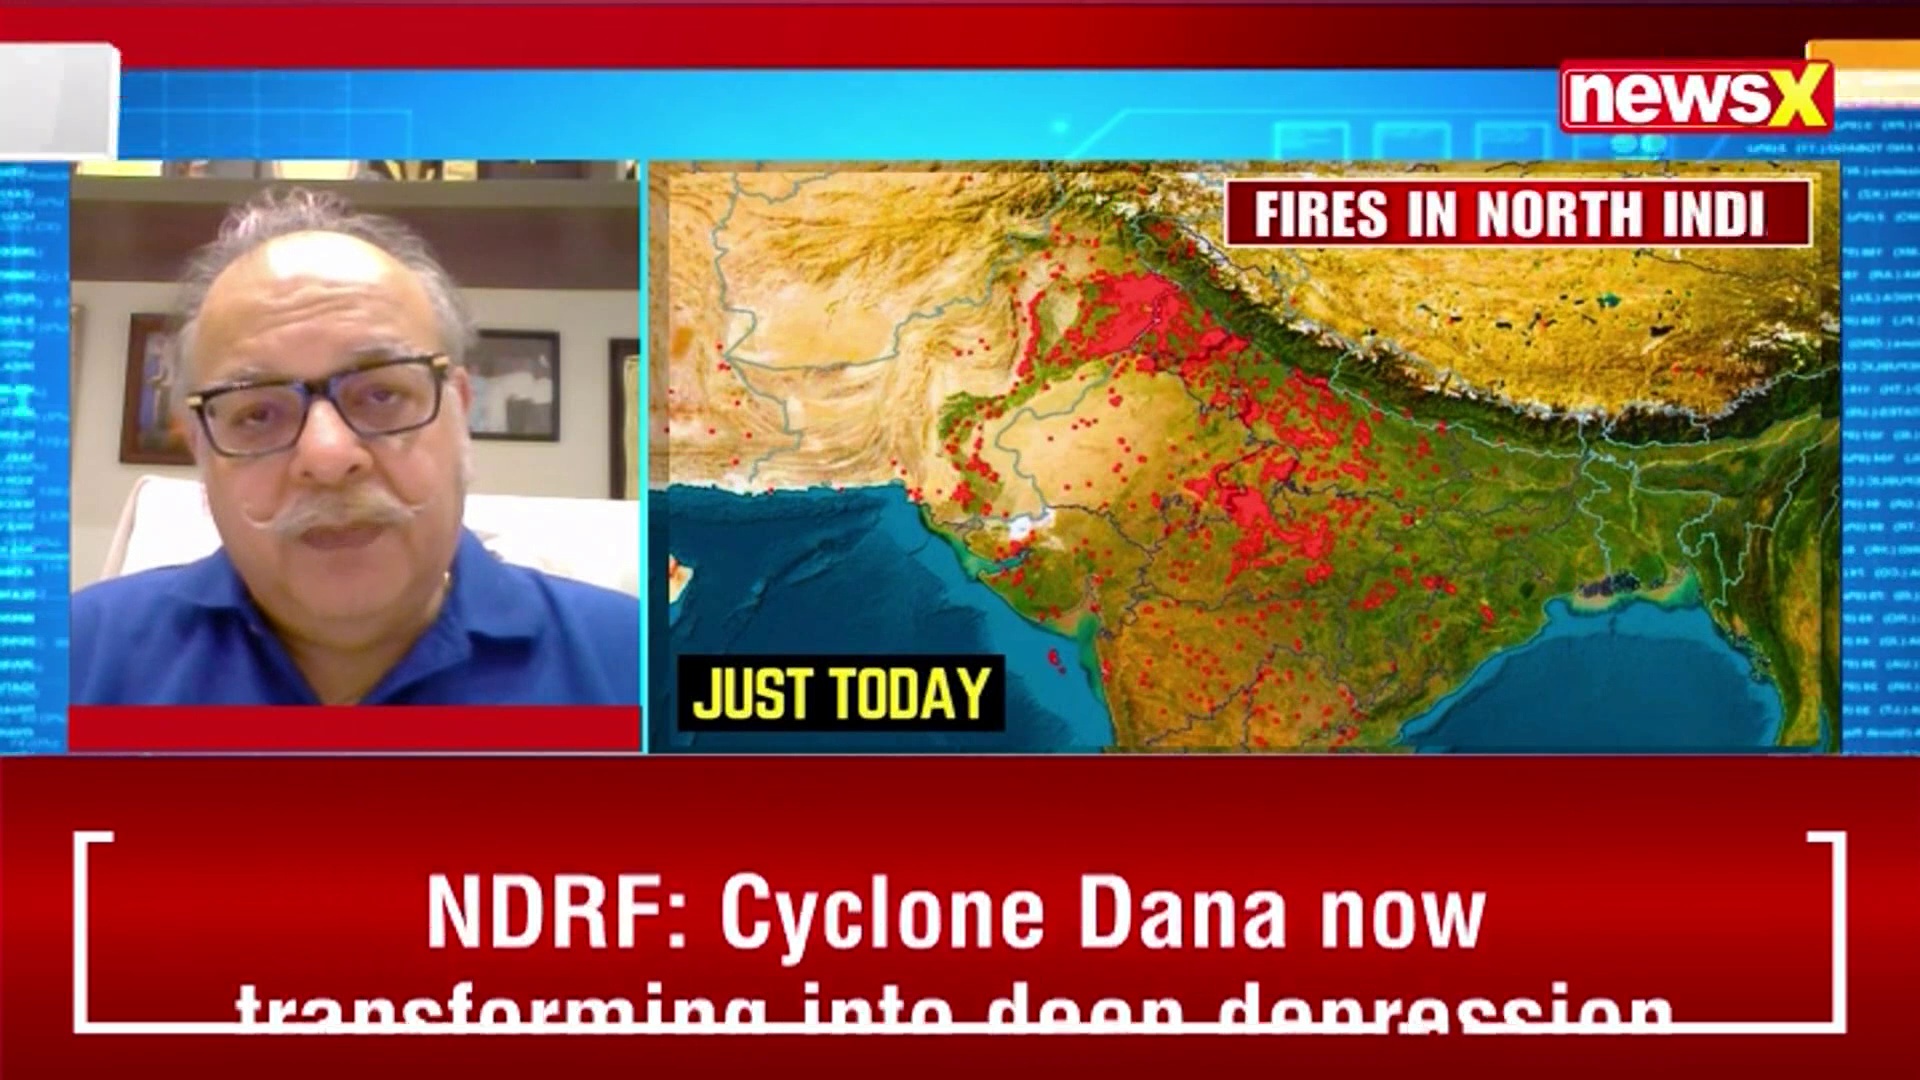 newsX
FIRES IN NORTH INDI
JUST TODAY
NDRF: Cyclone Dana now
transforming into deep depression